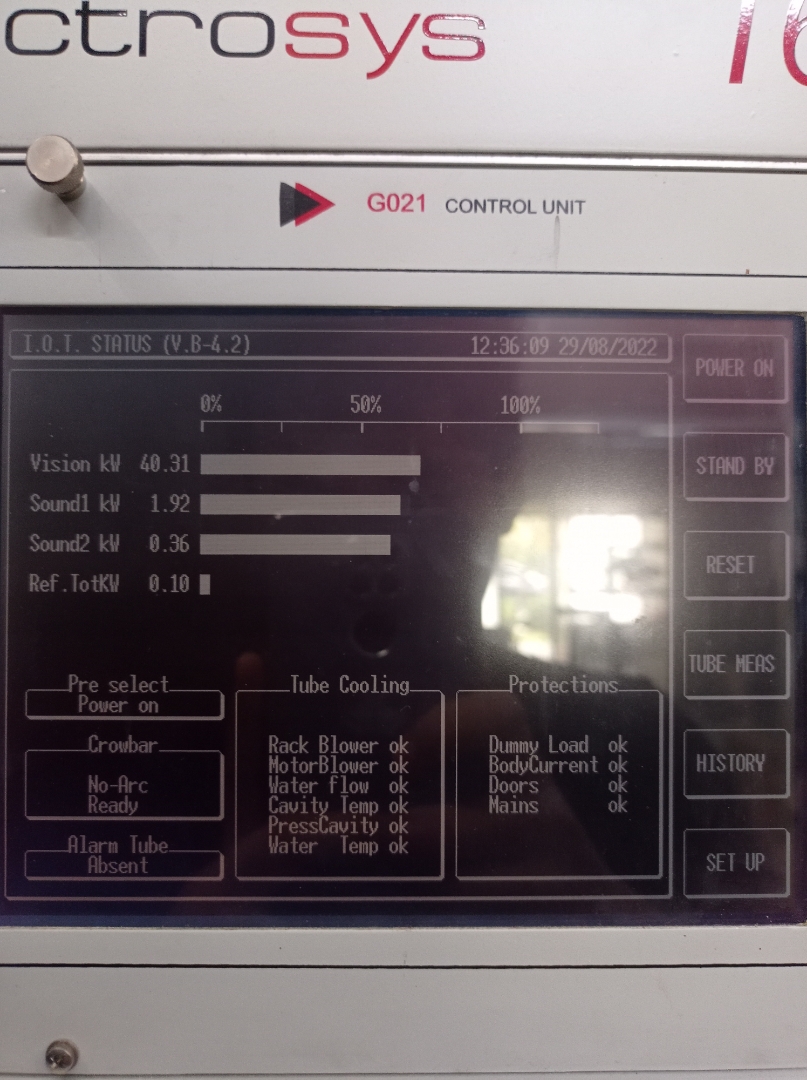 ctrosys 16
G021 CONTROL UNIT
I.O.T. STATUS (V.B-4.2) 12:36:09 29/08/2022
0% 50% 100%
Vision kW 40.31
Sound1 kW 1.92
Sound2 kW 0.36
Ref.TotKW 0.10
Pre select
Power on
Crowbar
No-Arc
Ready
Alarm Tube
Absent
Tube Cooling
Rack Blower ok
MotorBlower ok
Water flow ok
Cavity Temp ok
PressCavity ok
Water Temp ok
Protections
Dummy Load ok
BodyCurrent ok
Doors ok
Mains ok
POWER ON
STAND BY
RESET
TUBE MEAS
HISTORY
SET UP